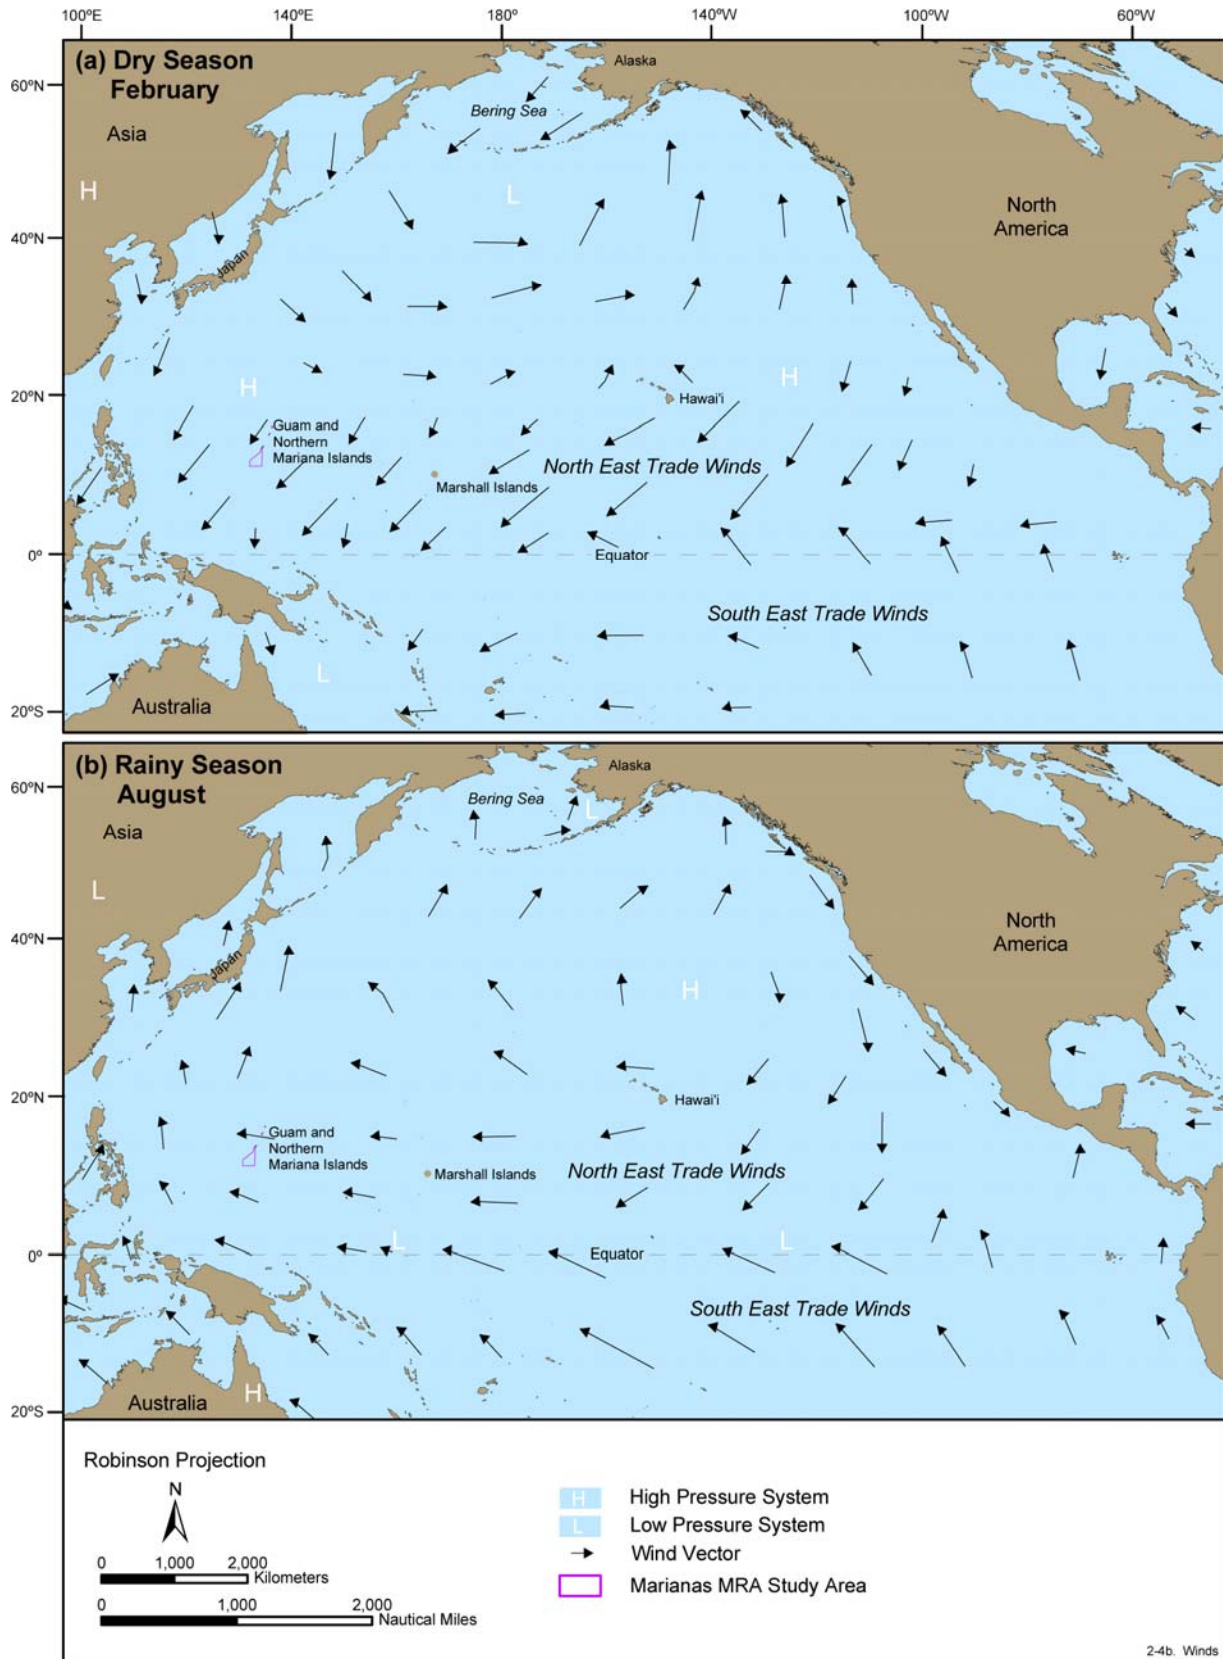 100ºE 140ºE 180º 140ºW 100ºW 60ºW
(a) Dry Season
February
Alaska
60ºN
Bering Sea
Asia
H
L
North
America
40ºN
Japan
H
H
20ºN
Hawai'i
Guam and
Northern
Mariana Islands
North East Trade Winds
Marshall Islands
0º
Equator
South East Trade Winds
L
Australia
20ºS
(b) Rainy Season
August
Alaska
60ºN
Bering Sea
L
Asia
L
North
America
40ºN
Japan
H
20ºN
Hawai'i
Guam and
Northern
Mariana Islands
North East Trade Winds
Marshall Islands
L
L
0º
Equator
South East Trade Winds
H
Australia
20ºS
Robinson Projection
N
0 1,000 2,000
Kilometers
0 1,000 2,000
Nautical Miles
H High Pressure System
L Low Pressure System
Wind Vector
Marianas MRA Study Area
2-4b. Winds